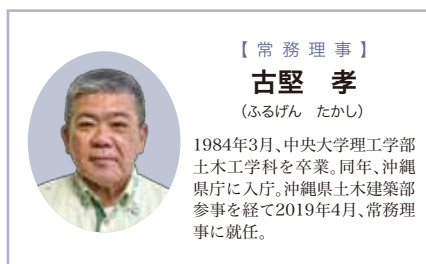 【常務理事】
古堅　孝
（ふるげん　たかし）
1984年3月、中央大学理工学部
土木工学科を卒業。同年、沖縄
県庁に入庁。沖縄県土木建築部
参事を経て2019年4月、常務理
事に就任。